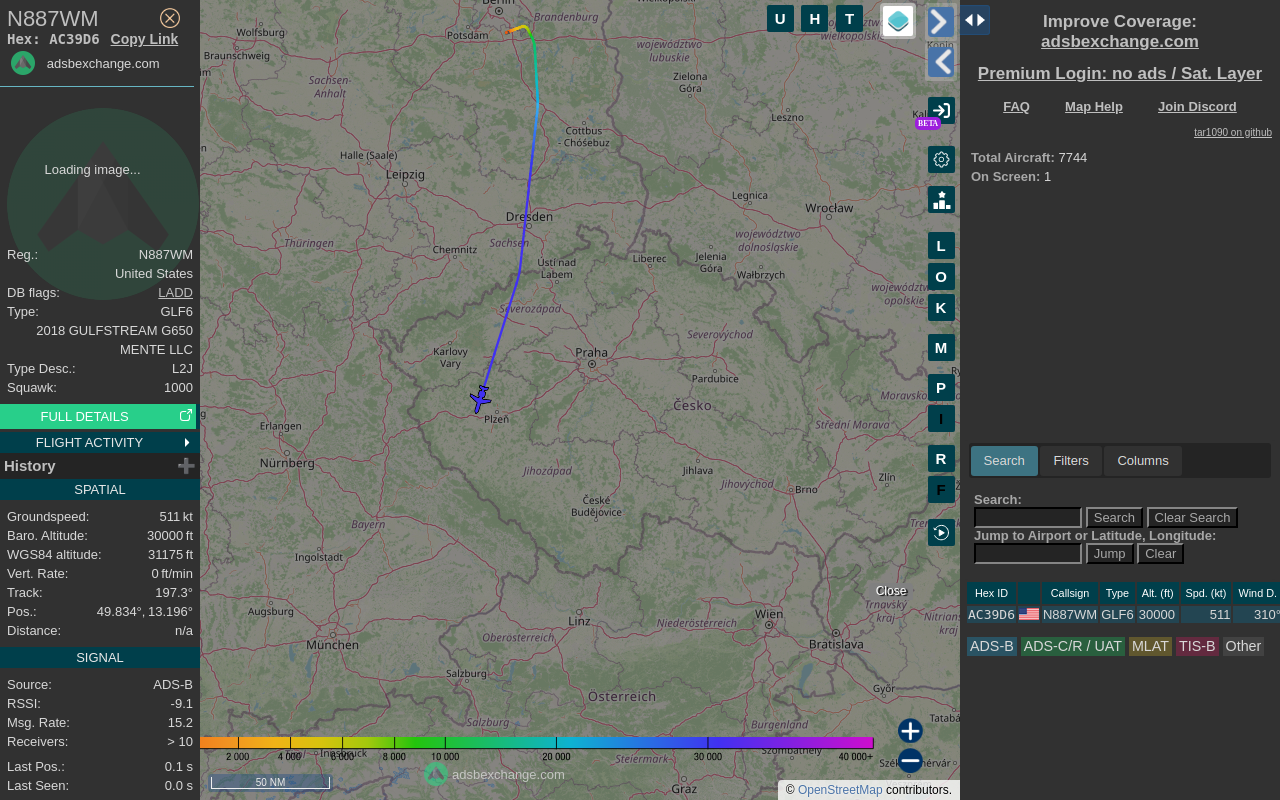 N887WM
Hex: AC39D6 Copy Link
adsbexchange.com
Loading image...
Reg.: N887WM
United States
DB flags: LADD
Type: GLF6
2018 GULFSTREAM G650
MENTE LLC
Type Desc.: L2J
Squawk: 1000
FULL DETAILS
FLIGHT ACTIVITY
History
SPATIAL
Groundspeed: 511 kt
Baro. Altitude: 30000 ft
WGS84 altitude: 31175 ft
Vert. Rate: 0 ft/min
Track: 197.3°
Pos.: 49.834°, 13.196°
Distance: n/a
SIGNAL
Source: ADS-B
RSSI: -9.1
Msg. Rate: 15.2
Receivers: > 10
Last Pos.: 0.1 s
Last Seen: 0.0 s
Berlin
Brandenburg
Potsdam
Wolfsburg
Braunschweig
Sachsen-
Anhalt
województwo
lubuskie
Zielona
Góra
Leszno
Cottbus
- Chóśebuz
Halle (Saale)
Leipzig
Legnica
Wrocław
Dresden
Thüringen
Chemnitz
Sachsen
województwo
dolnośląskie
Ústí nad
Labem
Liberec
Jelenia
Góra
Wałbrzych
województwo
opolskie
Severozápad
Severovýchod
Karlovy
Vary
Praha
Pardubice
Moravskos
Plzeň
Česko
Střední Morava
Erlangen
Nürnberg
Jihozápad
Jihlava
Jihovýchod
Brno
Zlín
České
Budějovice
Bayern
Ingolstadt
Augsburg
München
Linz
Niederösterreich
Wien
Bratislava
Trnavský
kraj
Nitrians
kraj
Oberösterreich
Salzburg
Salzburg
Österreich
Burgenland
Győr
Tatabá
Innsbruck
Steiermark
Szombathely
Graz
U H T
BETA
L
O
K
M
P
I
R
F
Close
2 000 4 000 6 000 8 000 10 000 20 000 30 000 40 000+
50 NM
adsbexchange.com
© OpenStreetMap contributors.
Improve Coverage:
adsbexchange.com
Premium Login: no ads / Sat. Layer
FAQ Map Help Join Discord
tar1090 on github
Total Aircraft: 7744
On Screen: 1
Search Filters Columns
Search:
Search Clear Search
Jump to Airport or Latitude, Longitude:
Jump Clear
Hex ID Callsign Type Alt. (ft) Spd. (kt) Wind D.
AC39D6 N887WM GLF6 30000 511 310°
ADS-B ADS-C/R / UAT MLAT TIS-B Other